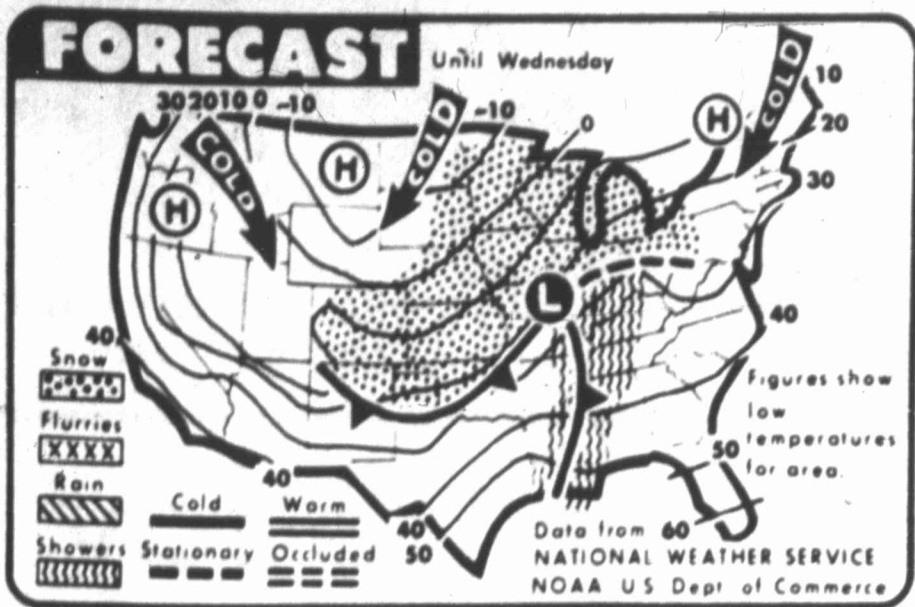 FORECAST
Until Wednesday
30 20 10 0 -10
-10
0
10
20
30
40
40
40
40
50
50
60
COLD
COLD
COLD
H
H
H
L
Snow
Flurries
Rain
Showers
Cold
Warm
Stationary
Occluded
Figures show
low
temperatures
for area.
Data from
NATIONAL WEATHER SERVICE
NOAA US Dept of Commerce